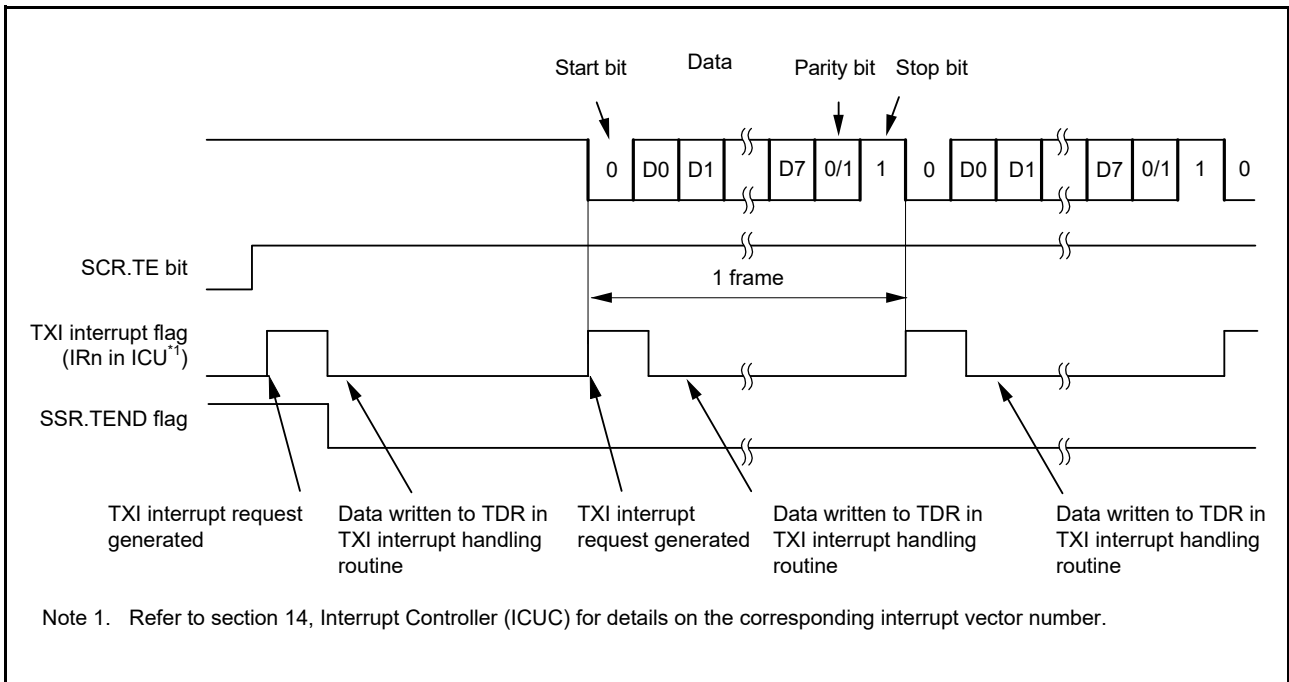 Start bit
Data
Parity bit
Stop bit
0 D0 D1 D7 0/1 1 0 D0 D1 D7 0/1 1 0
SCR.TE bit
1 frame
TXI interrupt flag
(IRn in ICU*1)
SSR.TEND flag
TXI interrupt request
generated
Data written to TDR in
TXI interrupt handling
routine
TXI interrupt
request generated
Data written to TDR in
TXI interrupt handling
routine
Data written to TDR in
TXI interrupt handling
routine
Note 1. Refer to section 14, Interrupt Controller (ICUC) for details on the corresponding interrupt vector number.